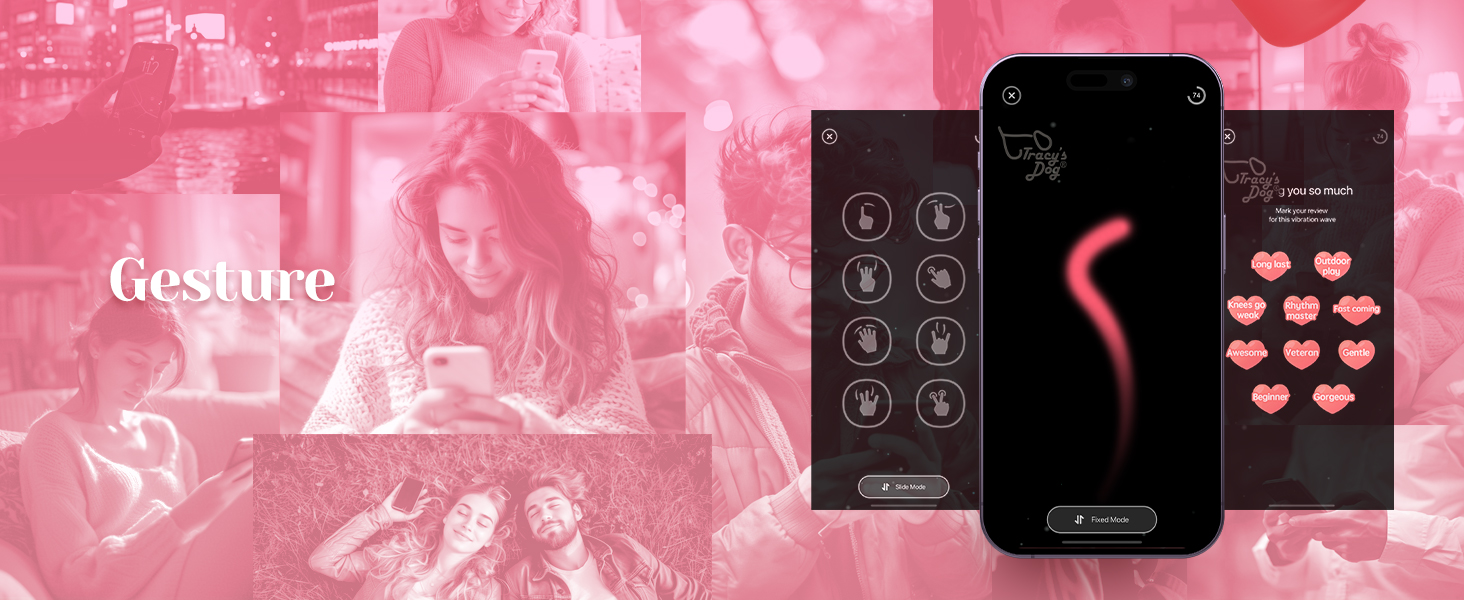 Gesture
Slide Mode
74
Tracy's
Dog®
Fixed Mode
74
Tracy's
Dog®
g you so much
Mark your review
for this vibration wave
Long last
Outdoor
play
Knees go
weak
Rhythm
master
Fast coming
Awesome
Veteran
Gentle
Beginner
Gorgeous